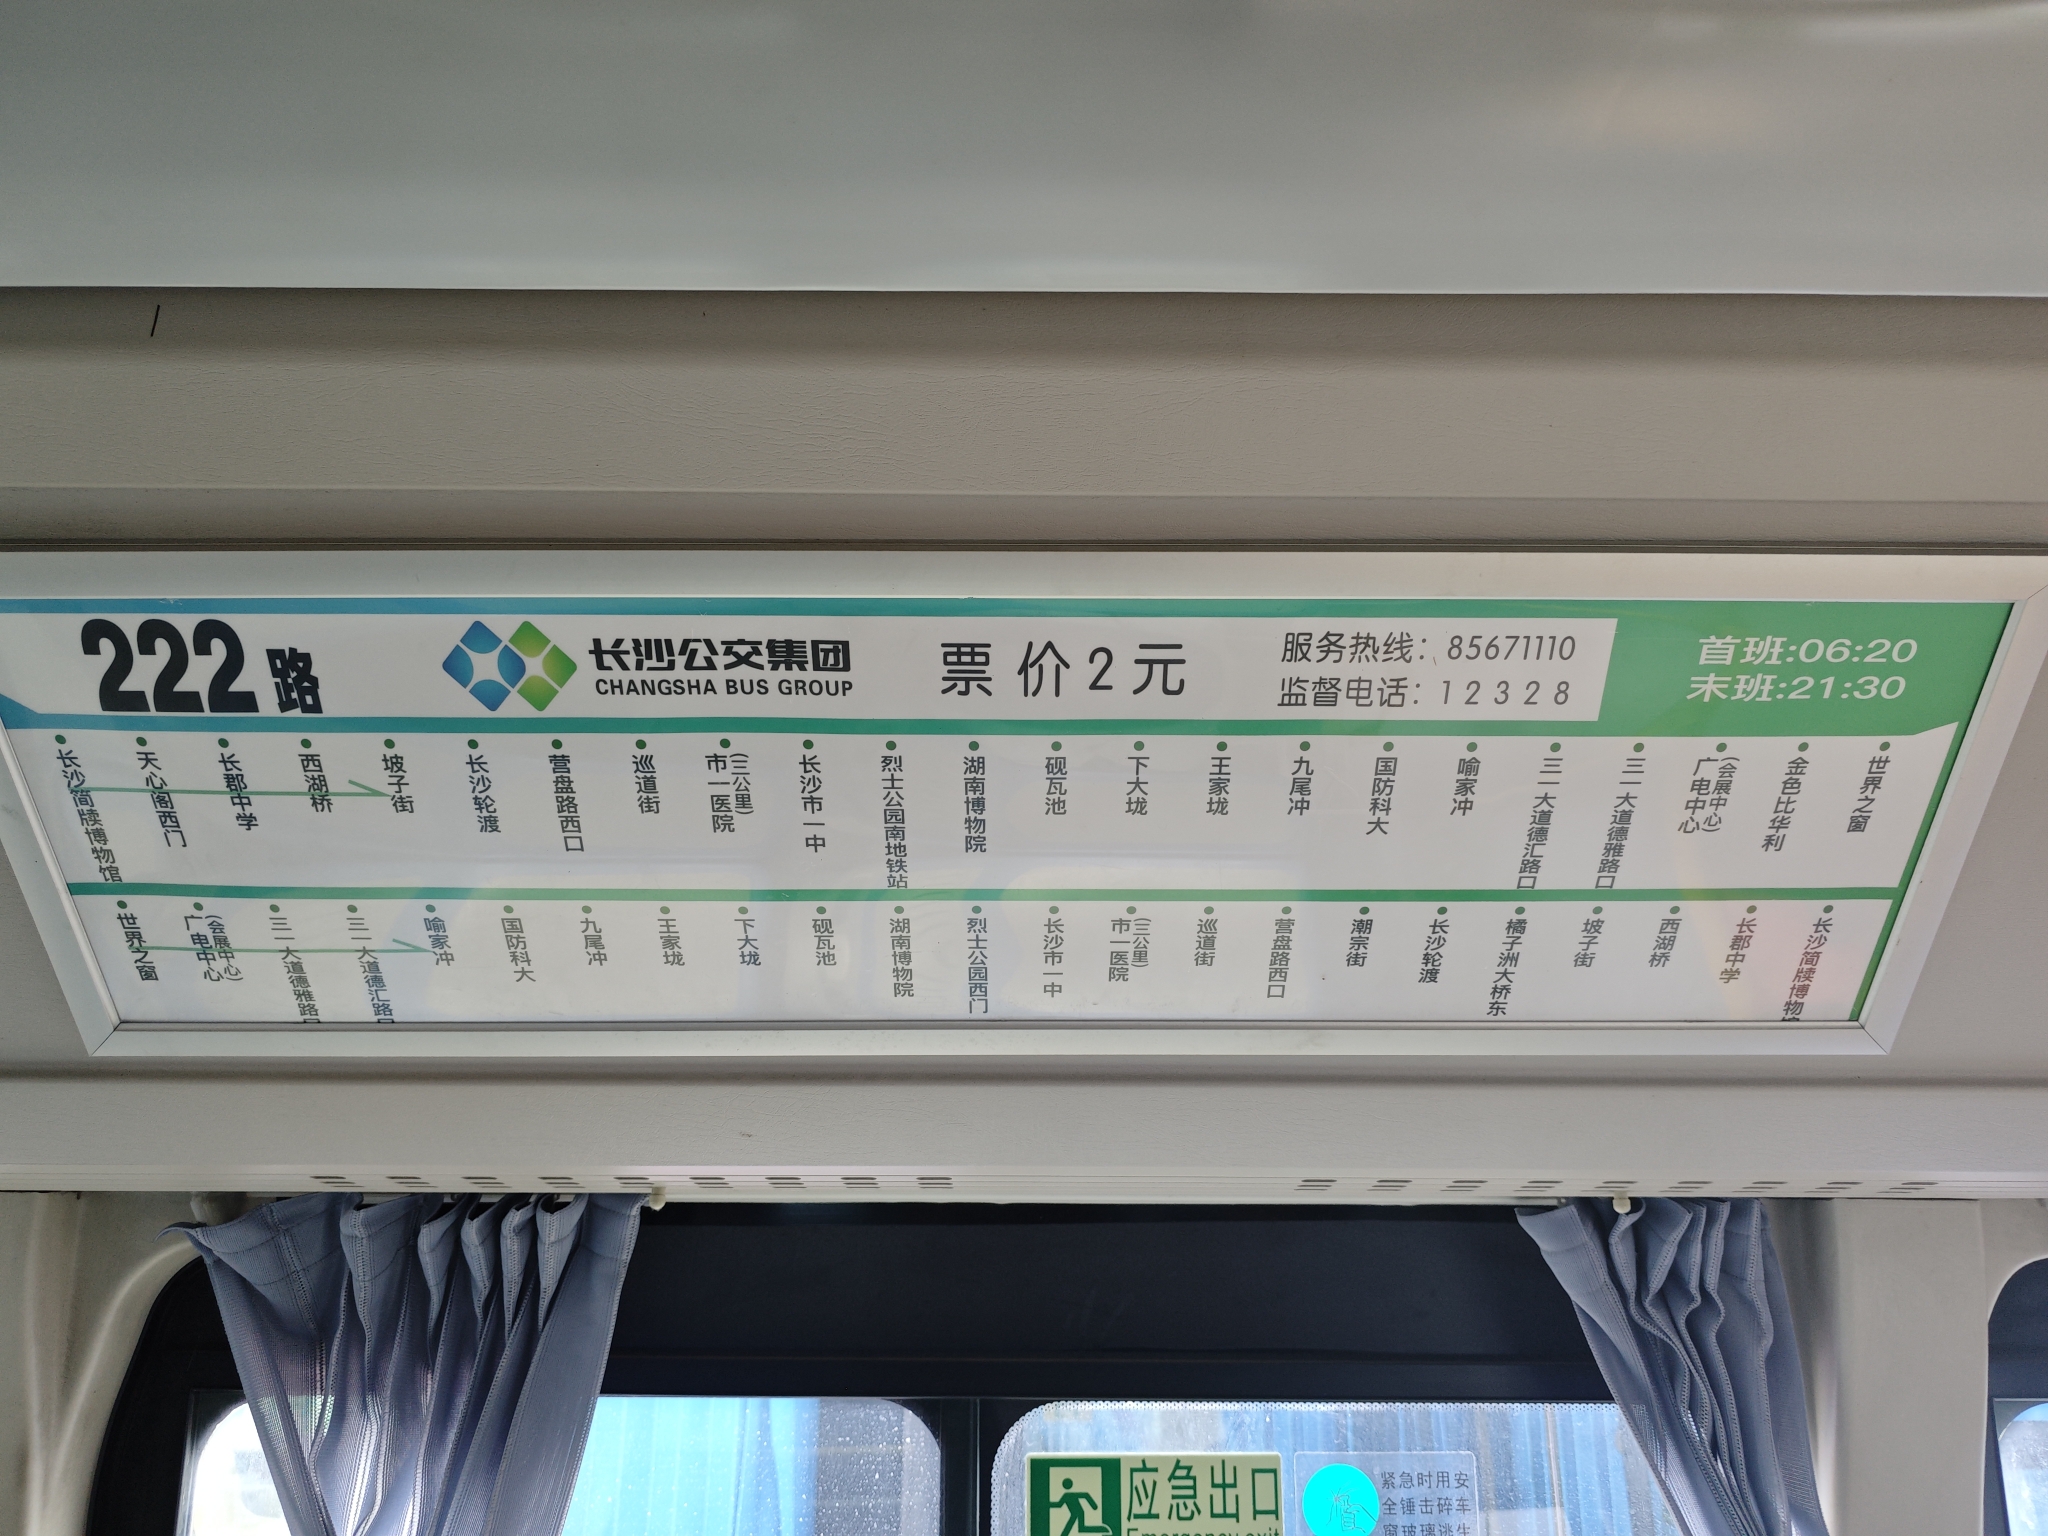 222路
长沙公交集团
CHANGSHA BUS GROUP
票价2元
服务热线：85671110
监督电话：12328
首班:06:20
末班:21:30
长沙简牍博物馆
天心阁西门
长郡中学
西湖桥
坡子街
长沙轮渡
营盘路西口
巡道街
市一医院
(三公里)
长沙市一中
烈士公园南地铁站
湖南博物院
砚瓦池
下大垅
王家垅
九尾冲
国防科大
喻家冲
三一大道德汇路口
三一大道德雅路口
广电中心
(会展中心)
金色比华利
世界之窗
世界之窗
广电中心
(会展中心)
三一大道德雅路口
三一大道德汇路口
喻家冲
国防科大
九尾冲
王家垅
下大垅
砚瓦池
湖南博物院
烈士公园西门
长沙市一中
市一医院
(三公里)
巡道街
营盘路西口
潮宗街
长沙轮渡
橘子洲大桥东
坡子街
西湖桥
长郡中学
长沙简牍博物馆
应急出口
Emergency exit
紧急时用安
全锤击碎车
窗玻璃逃生